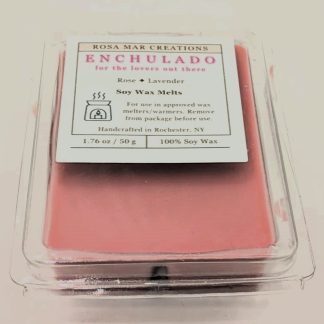 ROSA MAR CREATIONS
ENCHULADO
for the lovers out there
Rose ✦ Lavender
Soy Wax Melts
For use in approved wax
melters/warmers. Remove
from package before use.
Handcrafted in Rochester, NY
1.76 oz / 50 g 100% Soy Wax